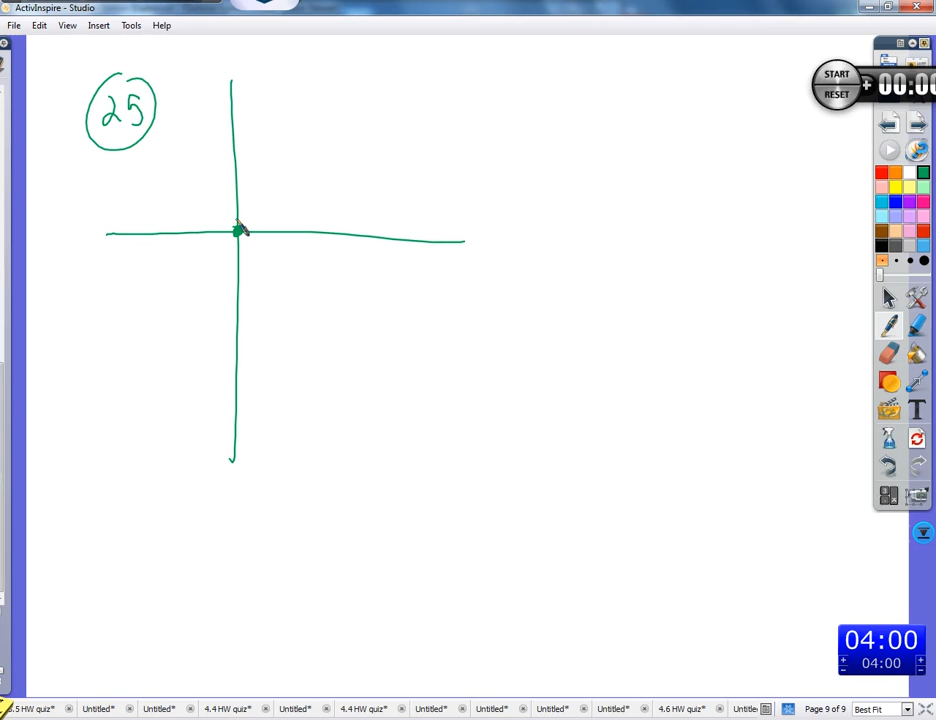 ActivInspire - Studio
File Edit View Insert Tools Help
25
START
RESET
+ 00:00
T
04:00
04:00
.5 HW quiz* Untitled* Untitled* 4.4 HW quiz* Untitled* 4.4 HW quiz* Untitled* Untitled* Untitled* Untitled* 4.6 HW quiz* Untitle Page 9 of 9 Best Fit